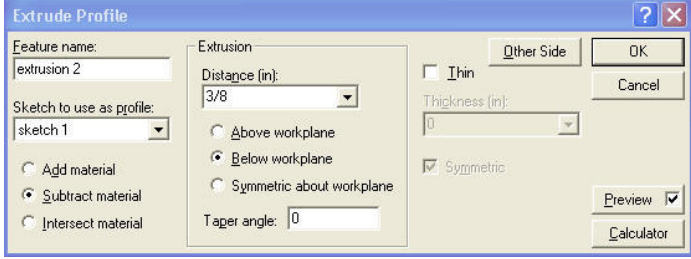 Extrude Profile
Feature name:
extrusion 2
Sketch to use as profile:
sketch 1
Add material
Subtract material
Intersect material
Extrusion
Distance (in):
3/8
Above workplane
Below workplane
Symmetric about workplane
Taper angle: 0
Other Side
Thin
Thickness (in):
0
Symmetric
OK
Cancel
Preview
Calculator